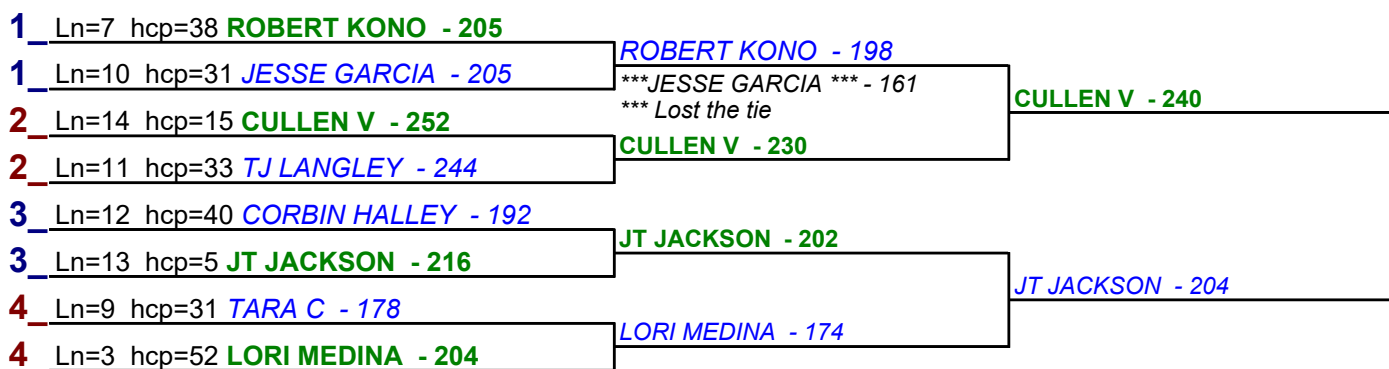 1_ Ln=7 hcp=38 ROBERT KONO - 205
1_ Ln=10 hcp=31 JESSE GARCIA - 205
2_ Ln=14 hcp=15 CULLEN V - 252
2_ Ln=11 hcp=33 TJ LANGLEY - 244
3_ Ln=12 hcp=40 CORBIN HALLEY - 192
3_ Ln=13 hcp=5 JT JACKSON - 216
4_ Ln=9 hcp=31 TARA C - 178
4 Ln=3 hcp=52 LORI MEDINA - 204
ROBERT KONO - 198
***JESSE GARCIA *** - 161
*** Lost the tie
CULLEN V - 230
JT JACKSON - 202
LORI MEDINA - 174
CULLEN V - 240
JT JACKSON - 204